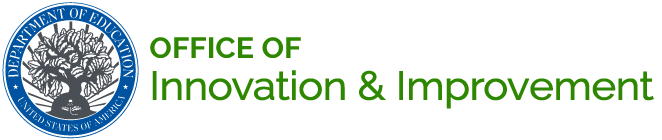 DEPARTMENT OF EDUCATION
UNITED STATES OF AMERICA
OFFICE OF
Innovation & Improvement